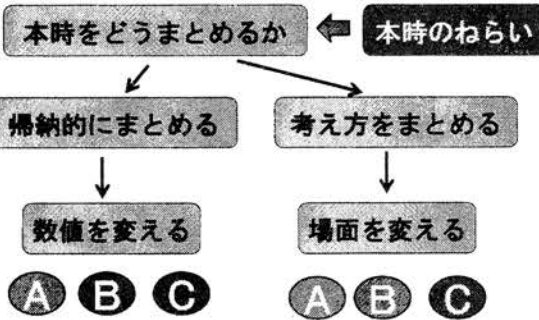 本時をどうまとめるか
本時のねらい
帰納的にまとめる
考え方をまとめる
数値を変える
場面を変える
A B C
A B C